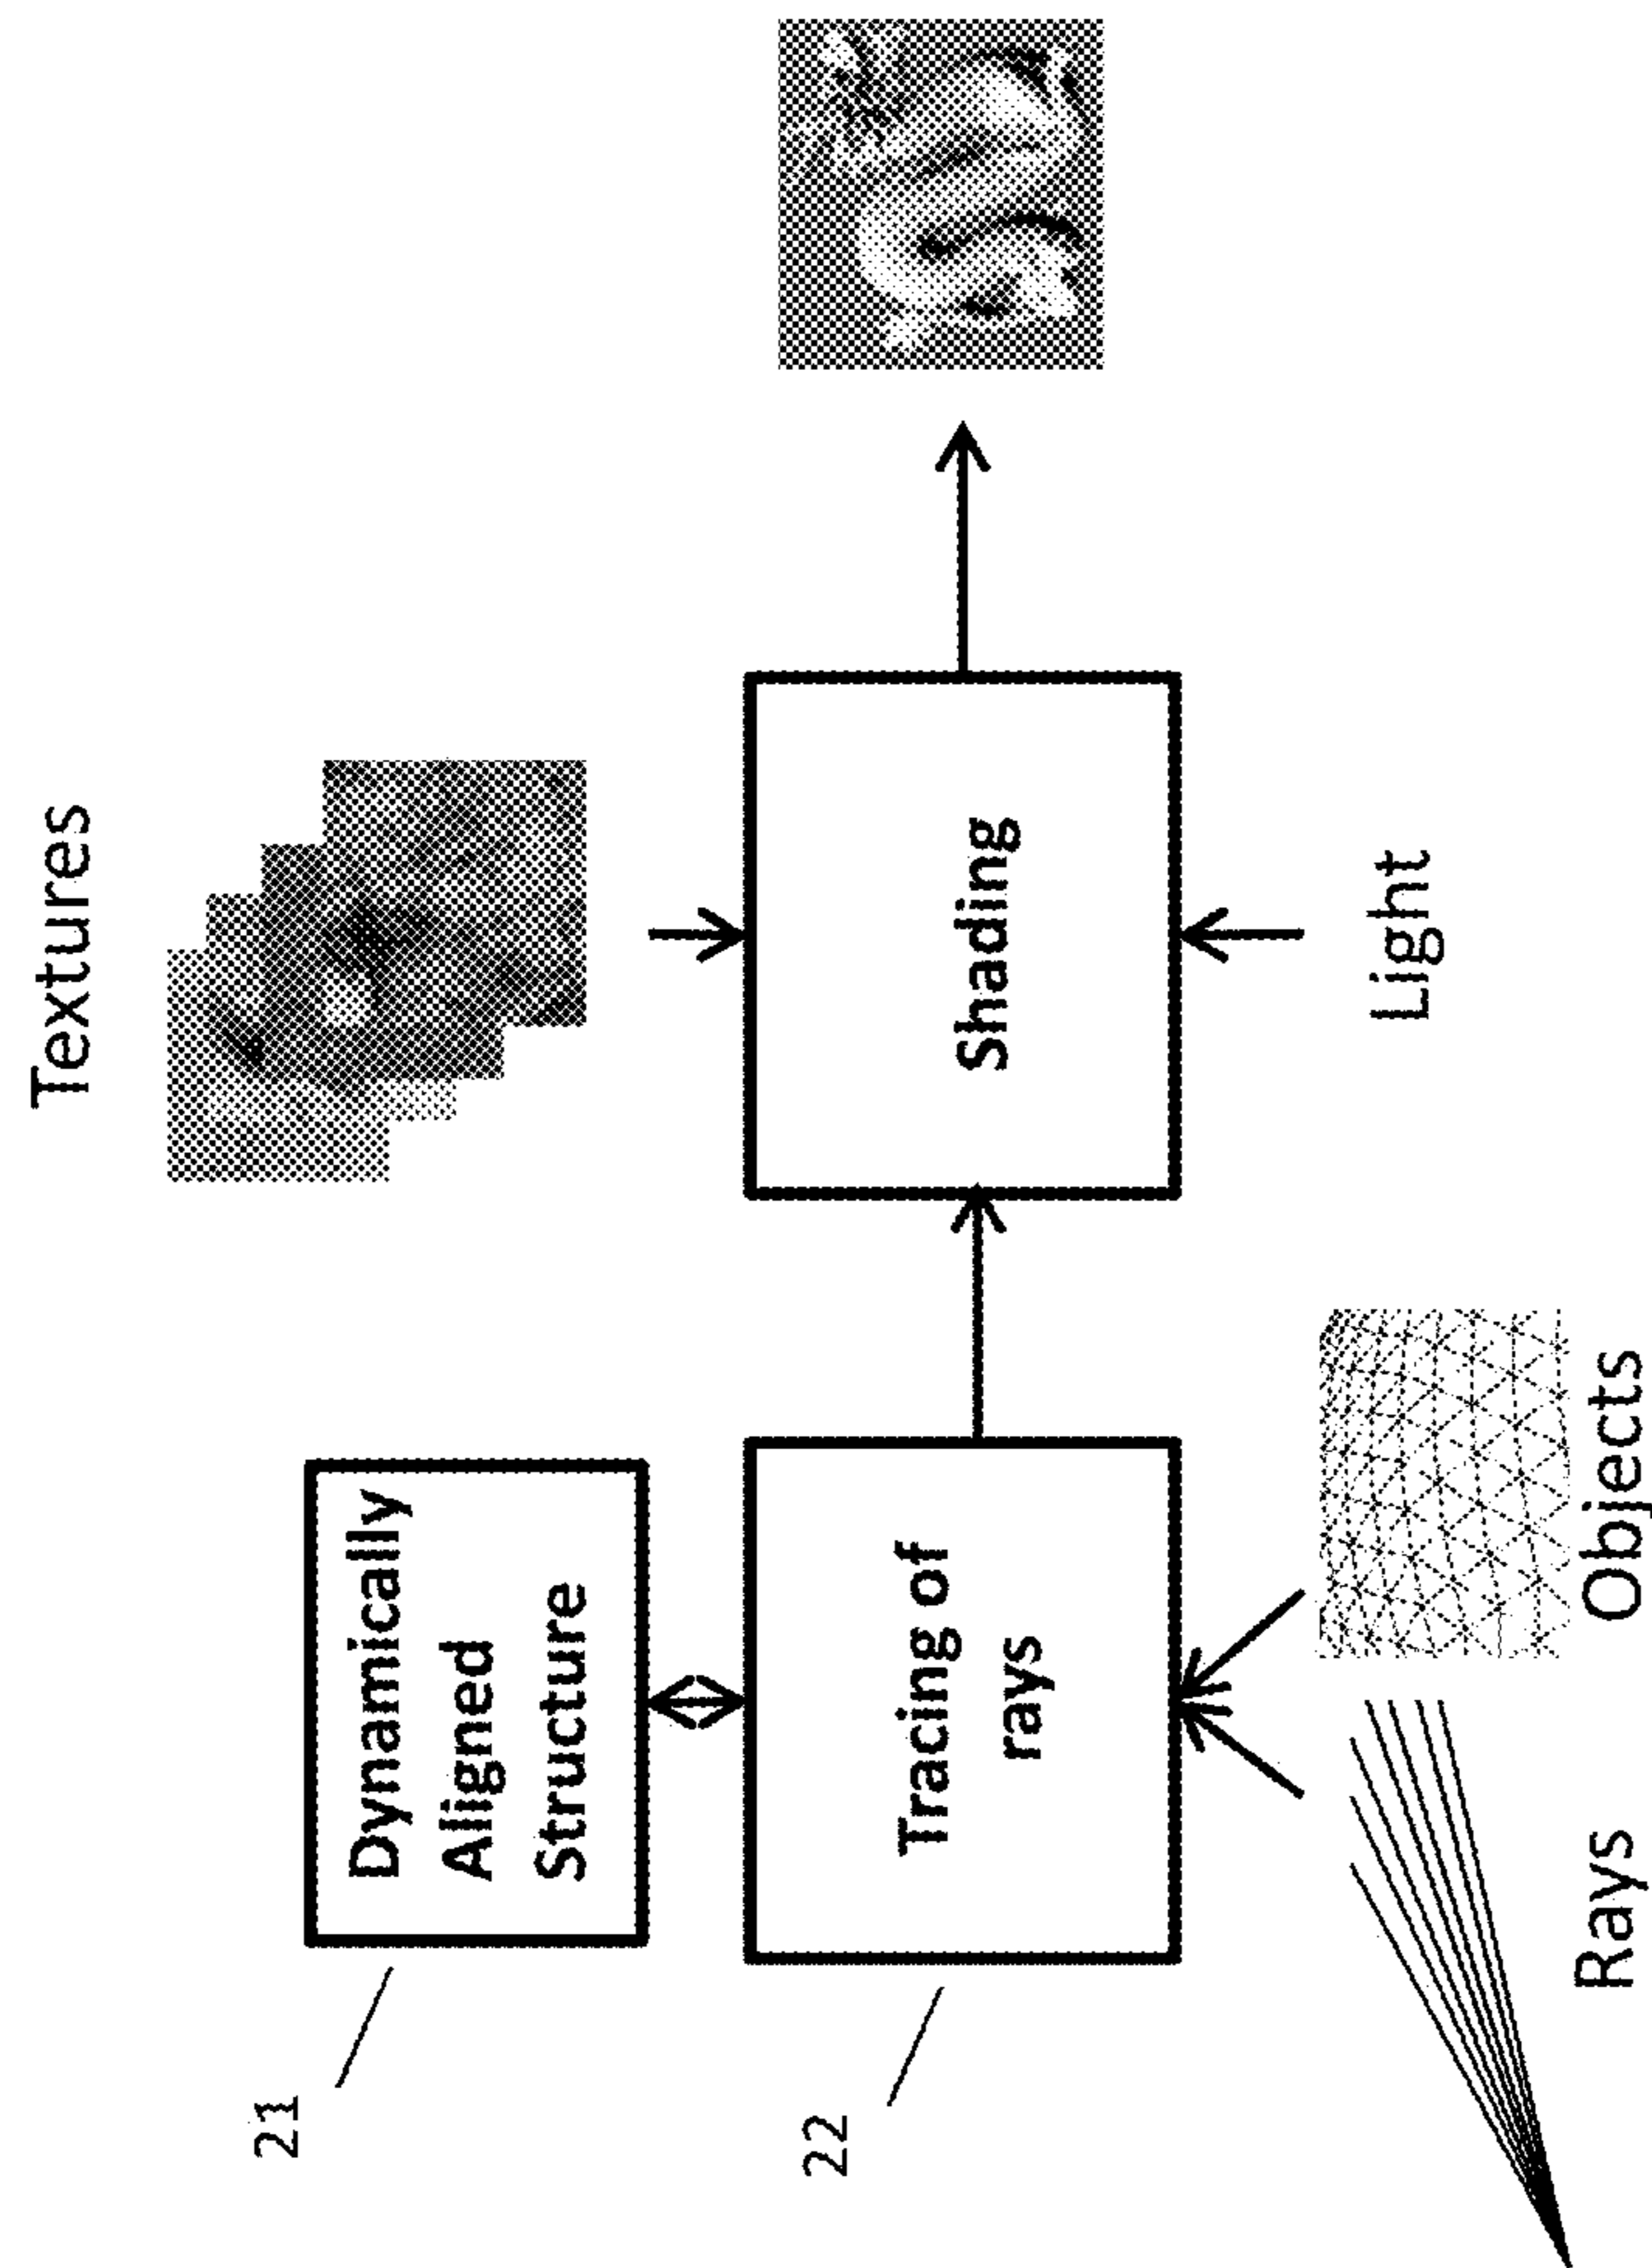 Textures
Dynamically
Aligned
Structure
21
Tracing of
rays
22
Shading
Light
Rays
Objects